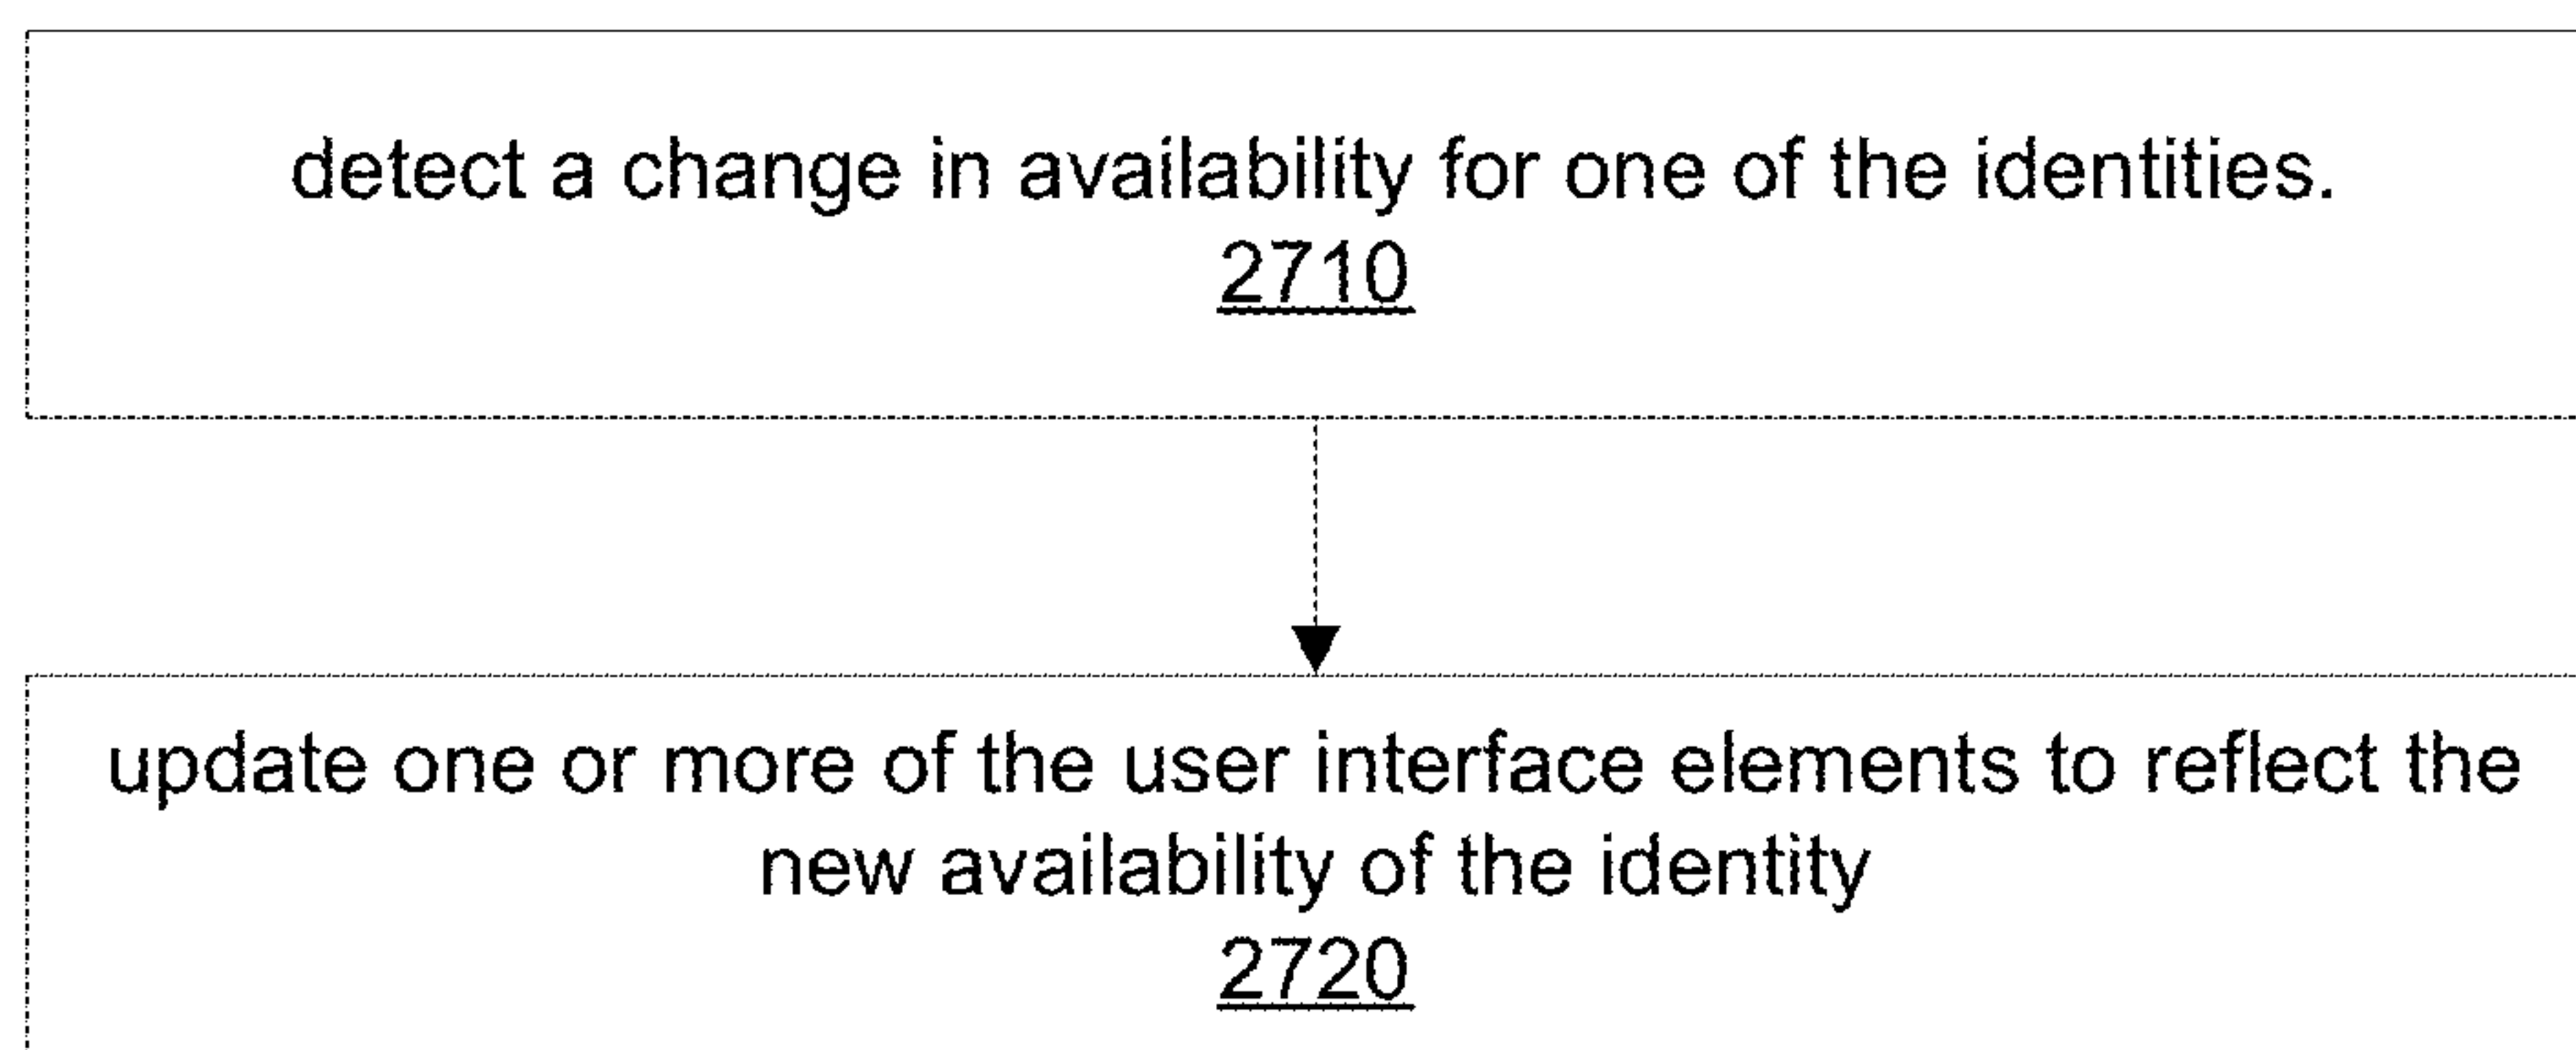 detect a change in availability for one of the identities.
2710
update one or more of the user interface elements to reflect the
new availability of the identity
2720